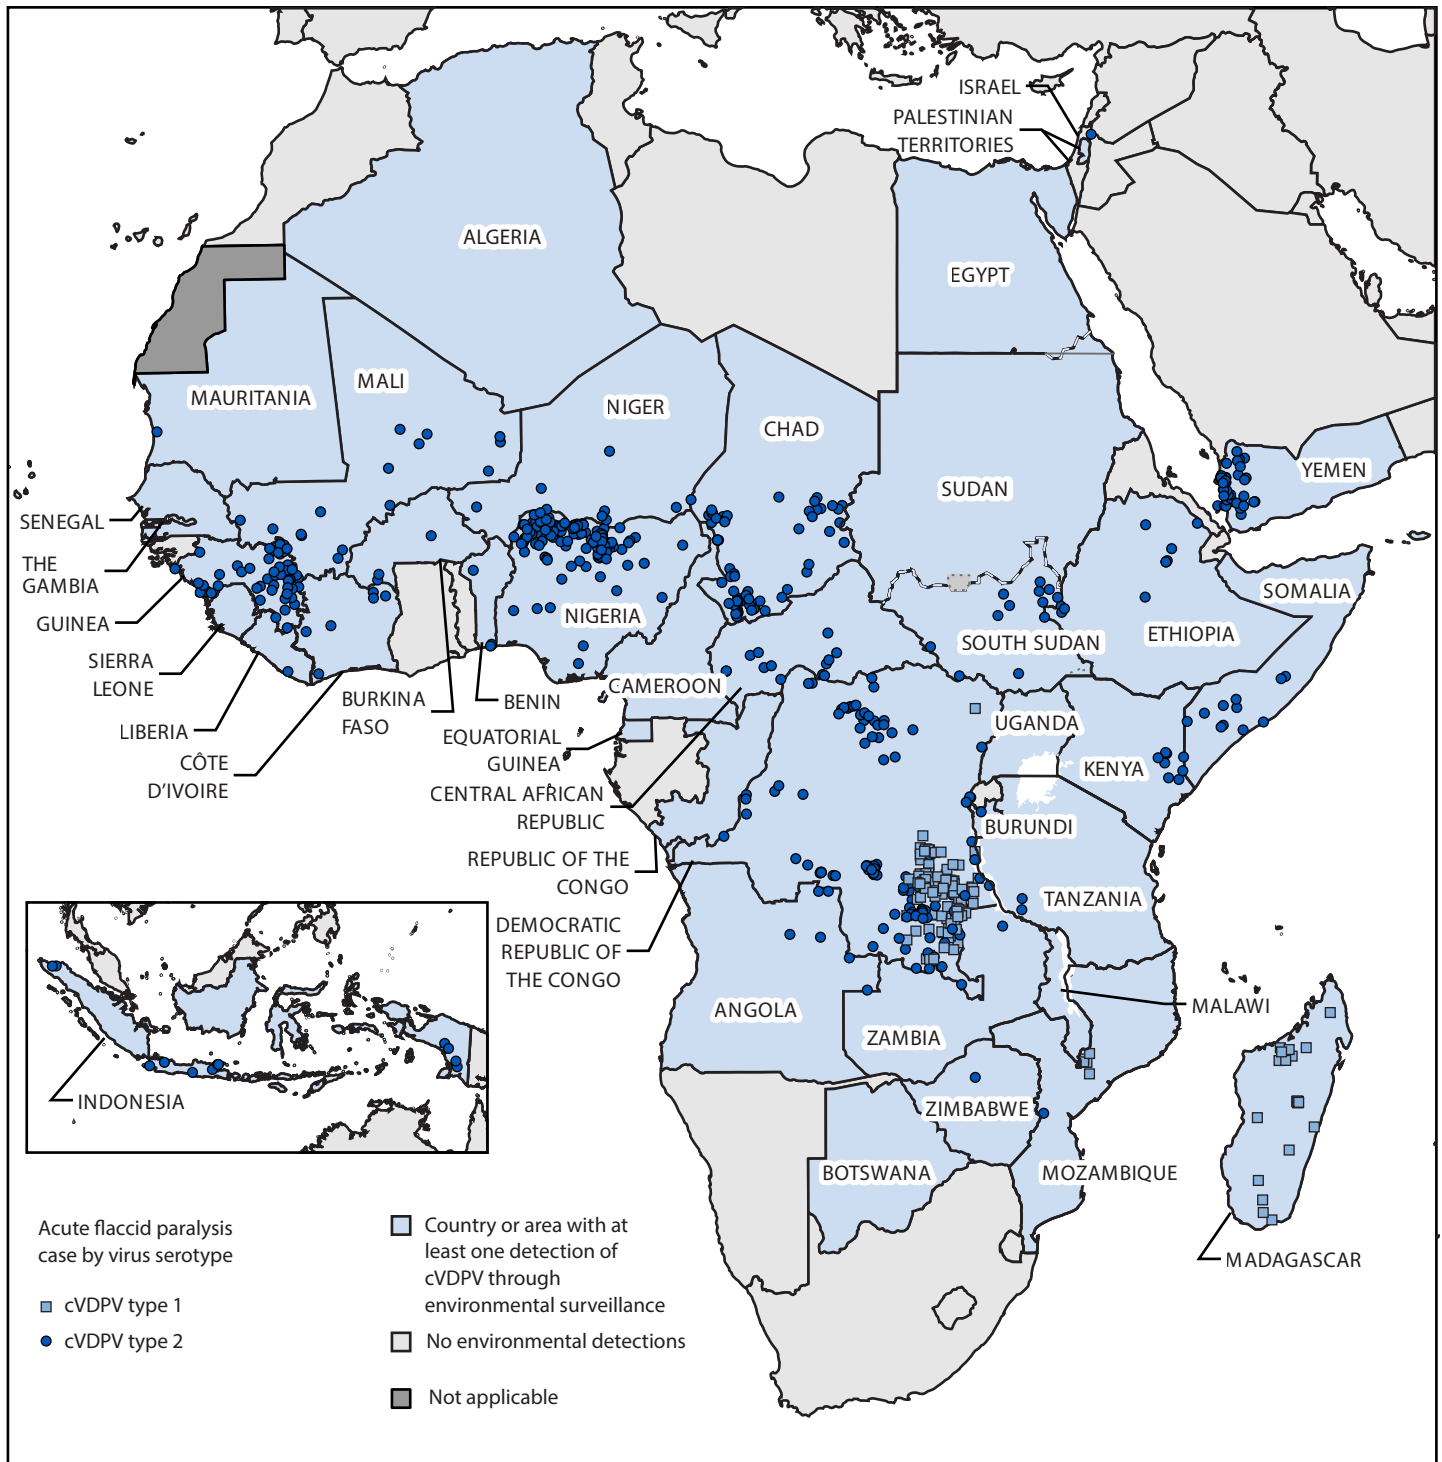 ISRAEL
PALESTINIAN
TERRITORIES
ALGERIA
EGYPT
MAURITANIA
MALI
NIGER
CHAD
SUDAN
YEMEN
SENEGAL
THE
GAMBIA
GUINEA
SIERRA
LEONE
LIBERIA
CÔTE
D'IVOIRE
BURKINA
FASO
BENIN
NIGERIA
CAMEROON
EQUATORIAL
GUINEA
CENTRAL AFRICAN
REPUBLIC
REPUBLIC OF THE
CONGO
DEMOCRATIC
REPUBLIC OF
THE CONGO
SOUTH SUDAN
ETHIOPIA
SOMALIA
UGANDA
KENYA
BURUNDI
TANZANIA
ANGOLA
ZAMBIA
MALAWI
ZIMBABWE
BOTSWANA
MOZAMBIQUE
MADAGASCAR
INDONESIA
Acute flaccid paralysis
case by virus serotype
cVDPV type 1
cVDPV type 2
Country or area with at
least one detection of
cVDPV through
environmental surveillance
No environmental detections
Not applicable